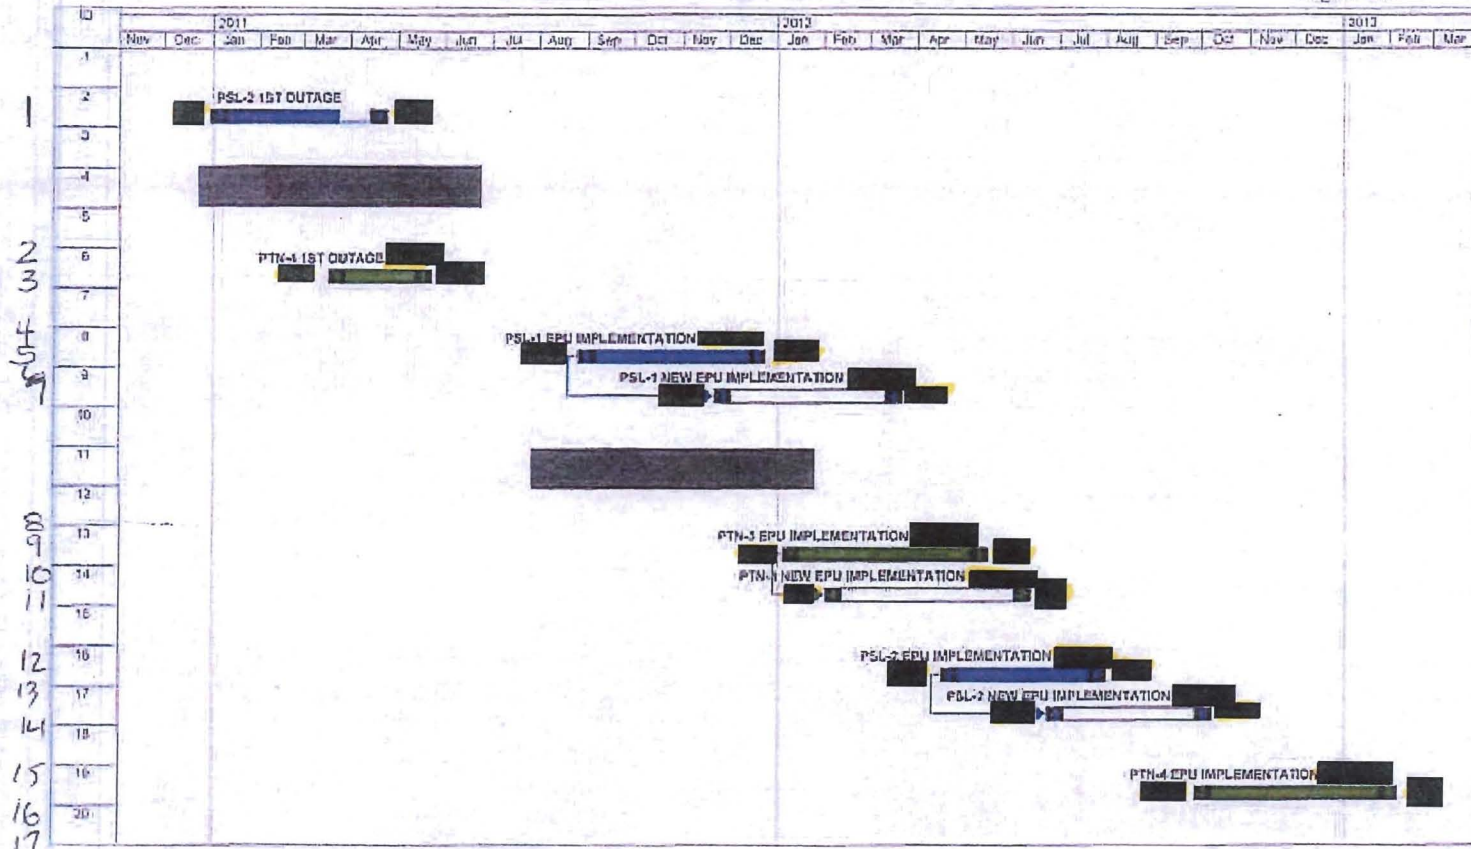 ID
2011 2012 2013
Nov Dec Jan Feb Mar Apr May Jun Jul Aug Sep Oct Nov Dec Jan Feb Mar Apr May Jun Jul Aug Sep Oct Nov Dec Jan Feb Mar
1
1 2 PSL-2 1ST OUTAGE
3
4
5
2 6 PTN-4 1ST OUTAGE
3
7
4 8 PSL-1 EPU IMPLEMENTATION
5
9 PSL-1 NEW EPU IMPLEMENTATION
10
11
12
8 13 PTN-3 EPU IMPLEMENTATION
9
10 14 NEW EPU IMPLEMENTATION
11
15
12 16 PSL-2 EPU IMPLEMENTATION
13 17 PSL-2 NEW EPU IMPLEMENTATION
14 18
15 19 PTN-4 EPU IMPLEMENTATION
16 20
17